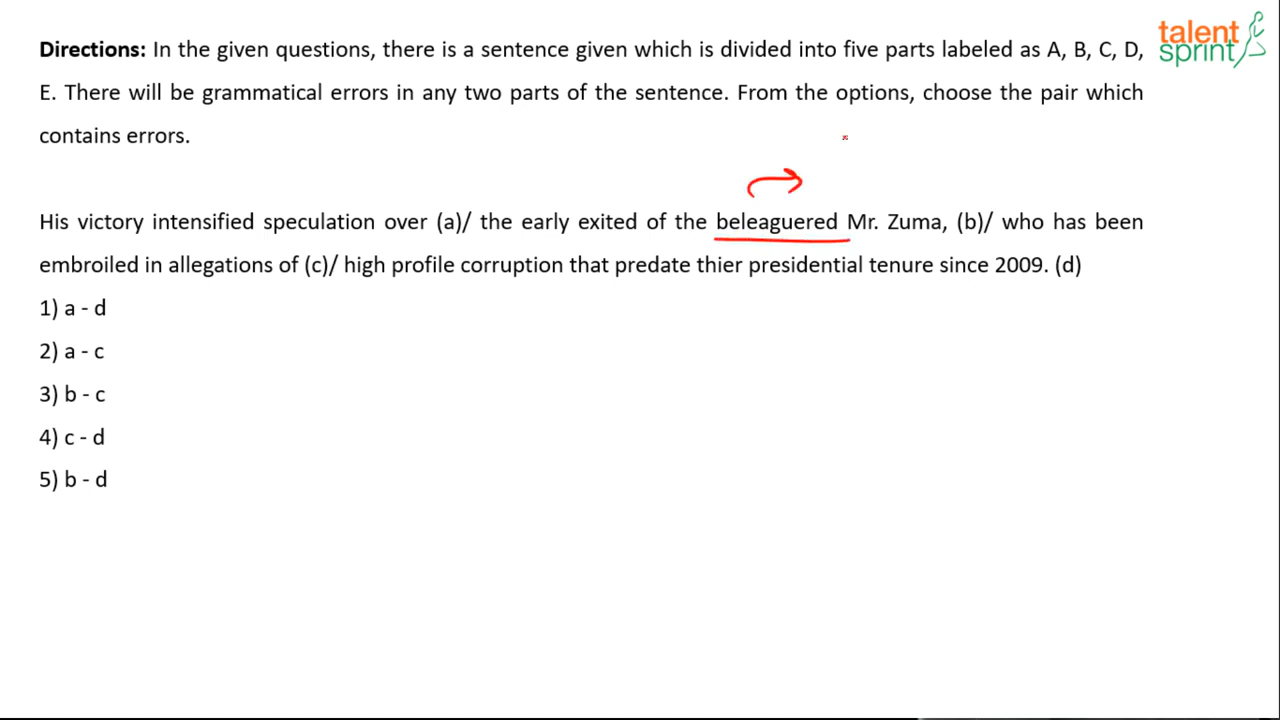 talent
sprint
Directions: In the given questions, there is a sentence given which is divided into five parts labeled as A, B, C, D,
E. There will be grammatical errors in any two parts of the sentence. From the options, choose the pair which
contains errors.
His victory intensified speculation over (a)/ the early exited of the beleaguered Mr. Zuma, (b)/ who has been
embroiled in allegations of (c)/ high profile corruption that predate thier presidential tenure since 2009. (d)
1) a - d
2) a - c
3) b - c
4) c - d
5) b - d